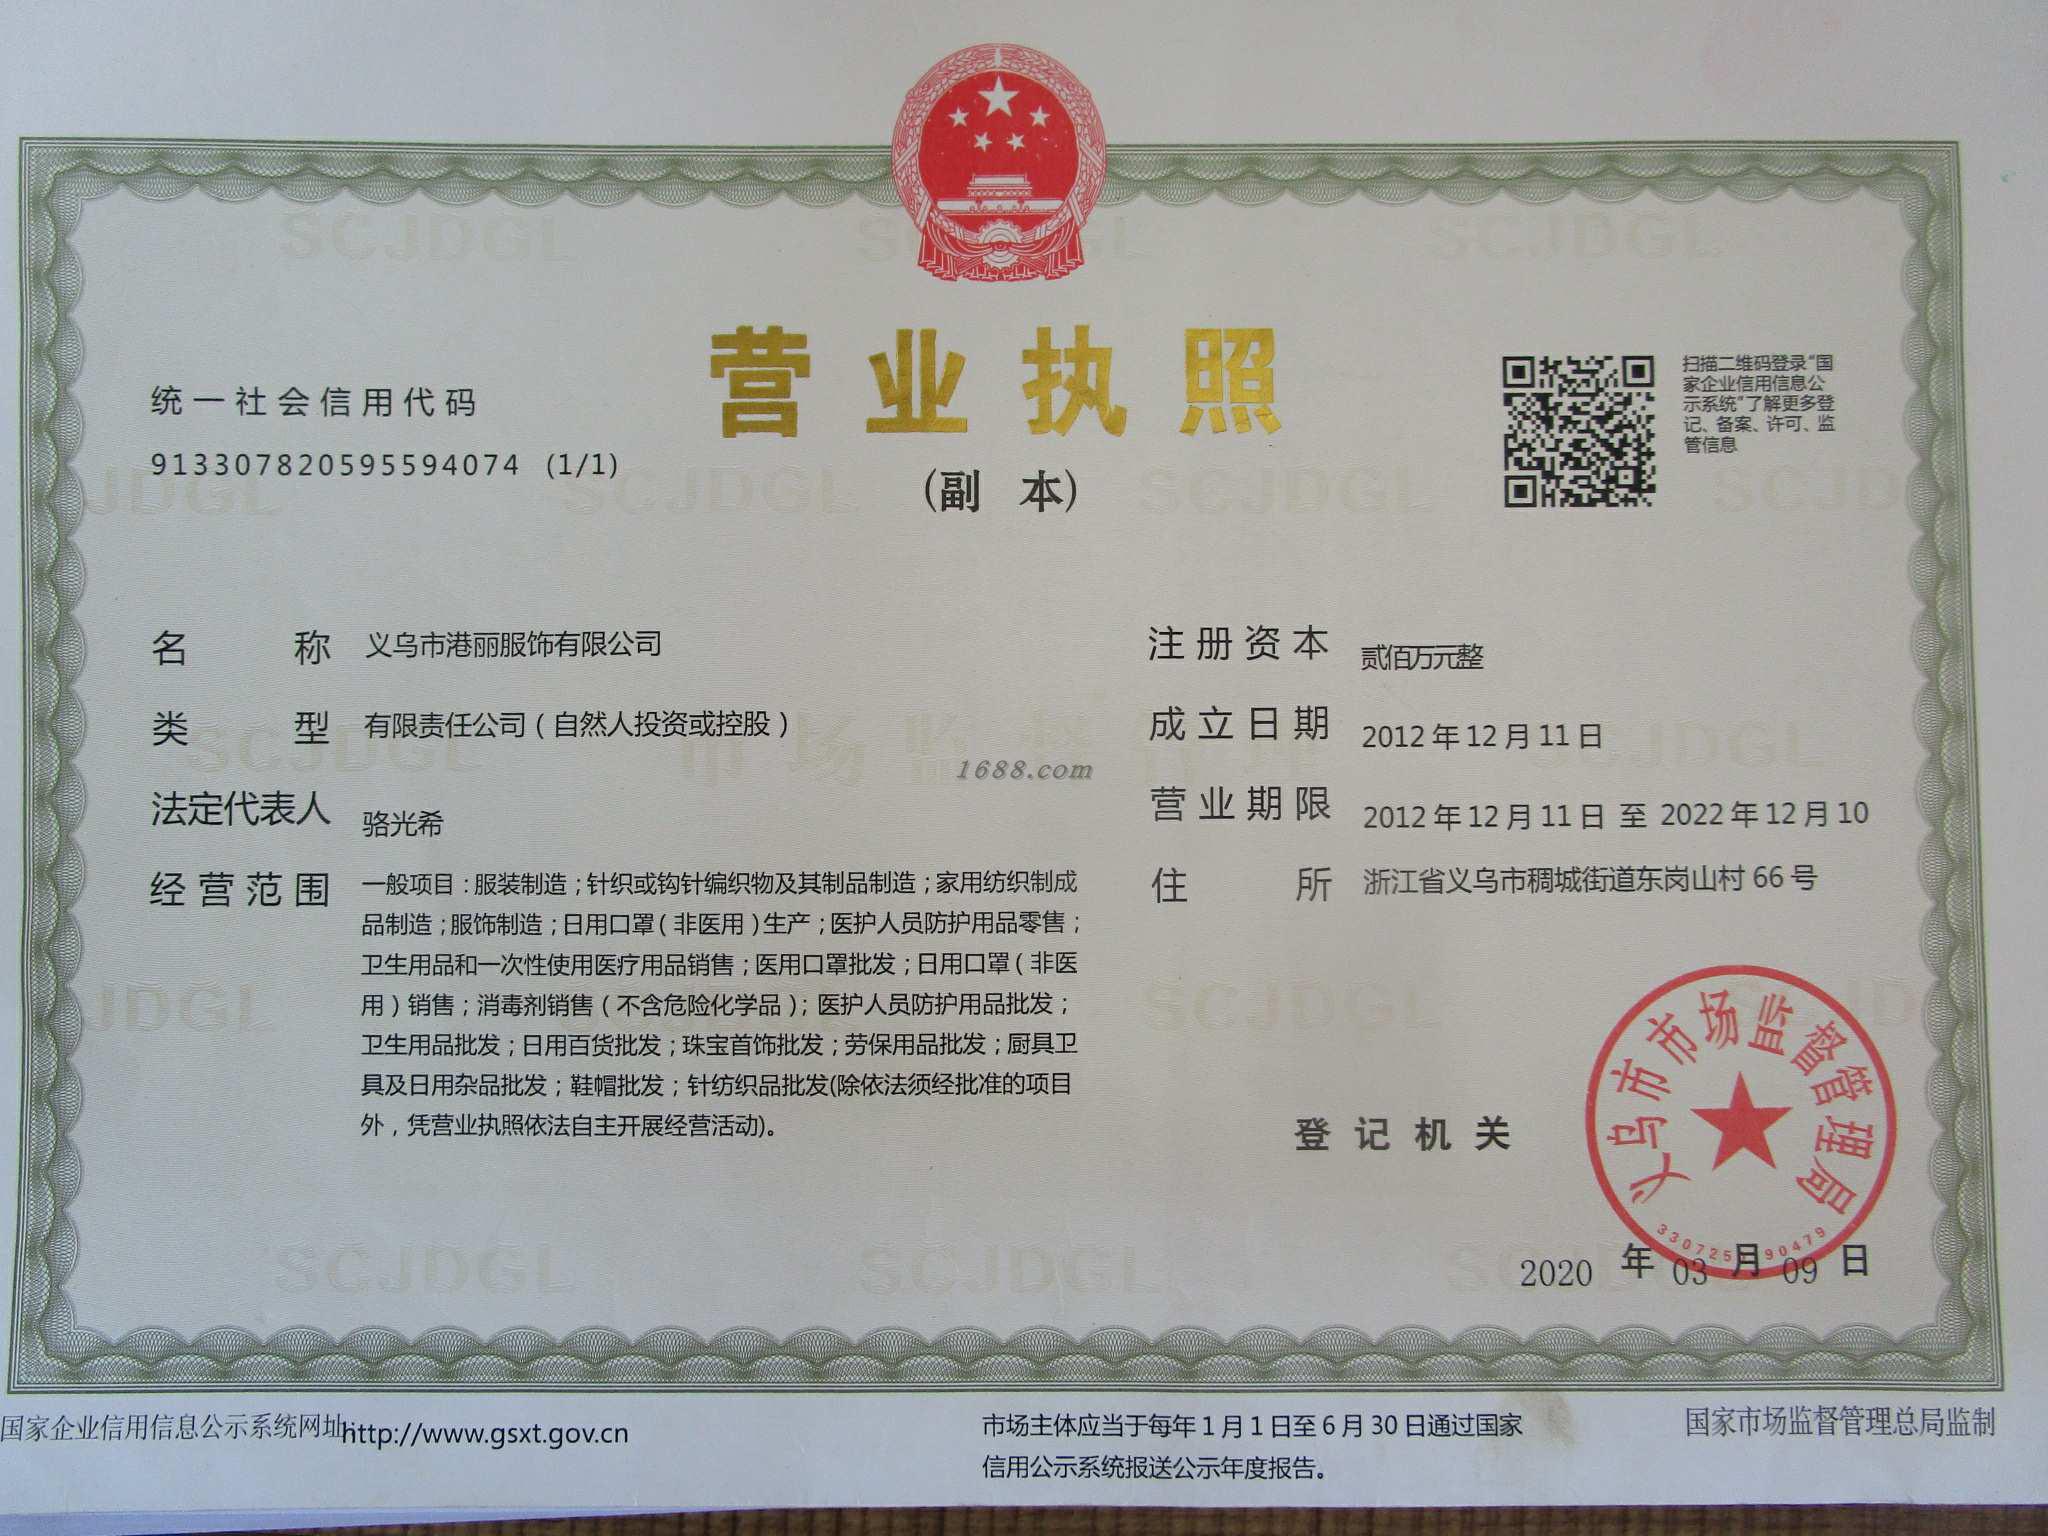 营业执照
(副 本)
统一社会信用代码
913307820595594074 (1/1)
扫描二维码登录"国
家企业信用信息公
示系统"了解更多登
记、备案、许可、监
管信息
名 称 义乌市港丽服饰有限公司
类 型 有限责任公司(自然人投资或控股)
法定代表人 骆光希
经营范围 一般项目:服装制造;针织或钩针编织物及其制品制造;家用纺织制成
品制造;服饰制造;日用口罩(非医用)生产;医护人员防护用品零售;
卫生用品和一次性使用医疗用品销售;医用口罩批发;日用口罩(非医
用)销售;消毒剂销售(不含危险化学品);医护人员防护用品批发;
卫生用品批发;日用百货批发;珠宝首饰批发;劳保用品批发;厨具卫
具及日用杂品批发;鞋帽批发;针纺织品批发(除依法须经批准的项目
外,凭营业执照依法自主开展经营活动)。
注册资本 贰佰万元整
成立日期 2012年12月11日
营业期限 2012年12月11日 至 2022年12月10
住 所 浙江省义乌市稠城街道东岗山村66号
1688.com
登记机关
义乌市市场监督管理局
2020 年 03 月 09 日
国家企业信用信息公示系统网址http://www.gsxt.gov.cn
市场主体应当于每年1月1日至6月30日通过国家
信用公示系统报送公示年度报告。
国家市场监督管理总局监制
SCJDGL